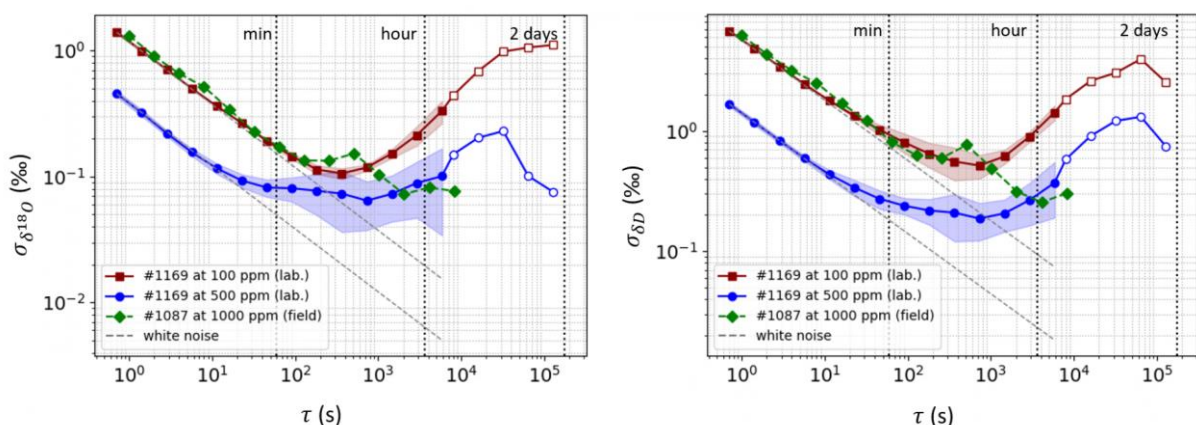 min hour 2 days
10⁰
10⁻¹
10⁻²
σδ¹⁸O (‰)
#1169 at 100 ppm (lab.)
#1169 at 500 ppm (lab.)
#1087 at 1000 ppm (field)
white noise
10⁰ 10¹ 10² 10³ 10⁴ 10⁵
τ (s)
min hour 2 days
10⁰
10⁻¹
σδD (‰)
#1169 at 100 ppm (lab.)
#1169 at 500 ppm (lab.)
#1087 at 1000 ppm (field)
white noise
10⁰ 10¹ 10² 10³ 10⁴ 10⁵
τ (s)